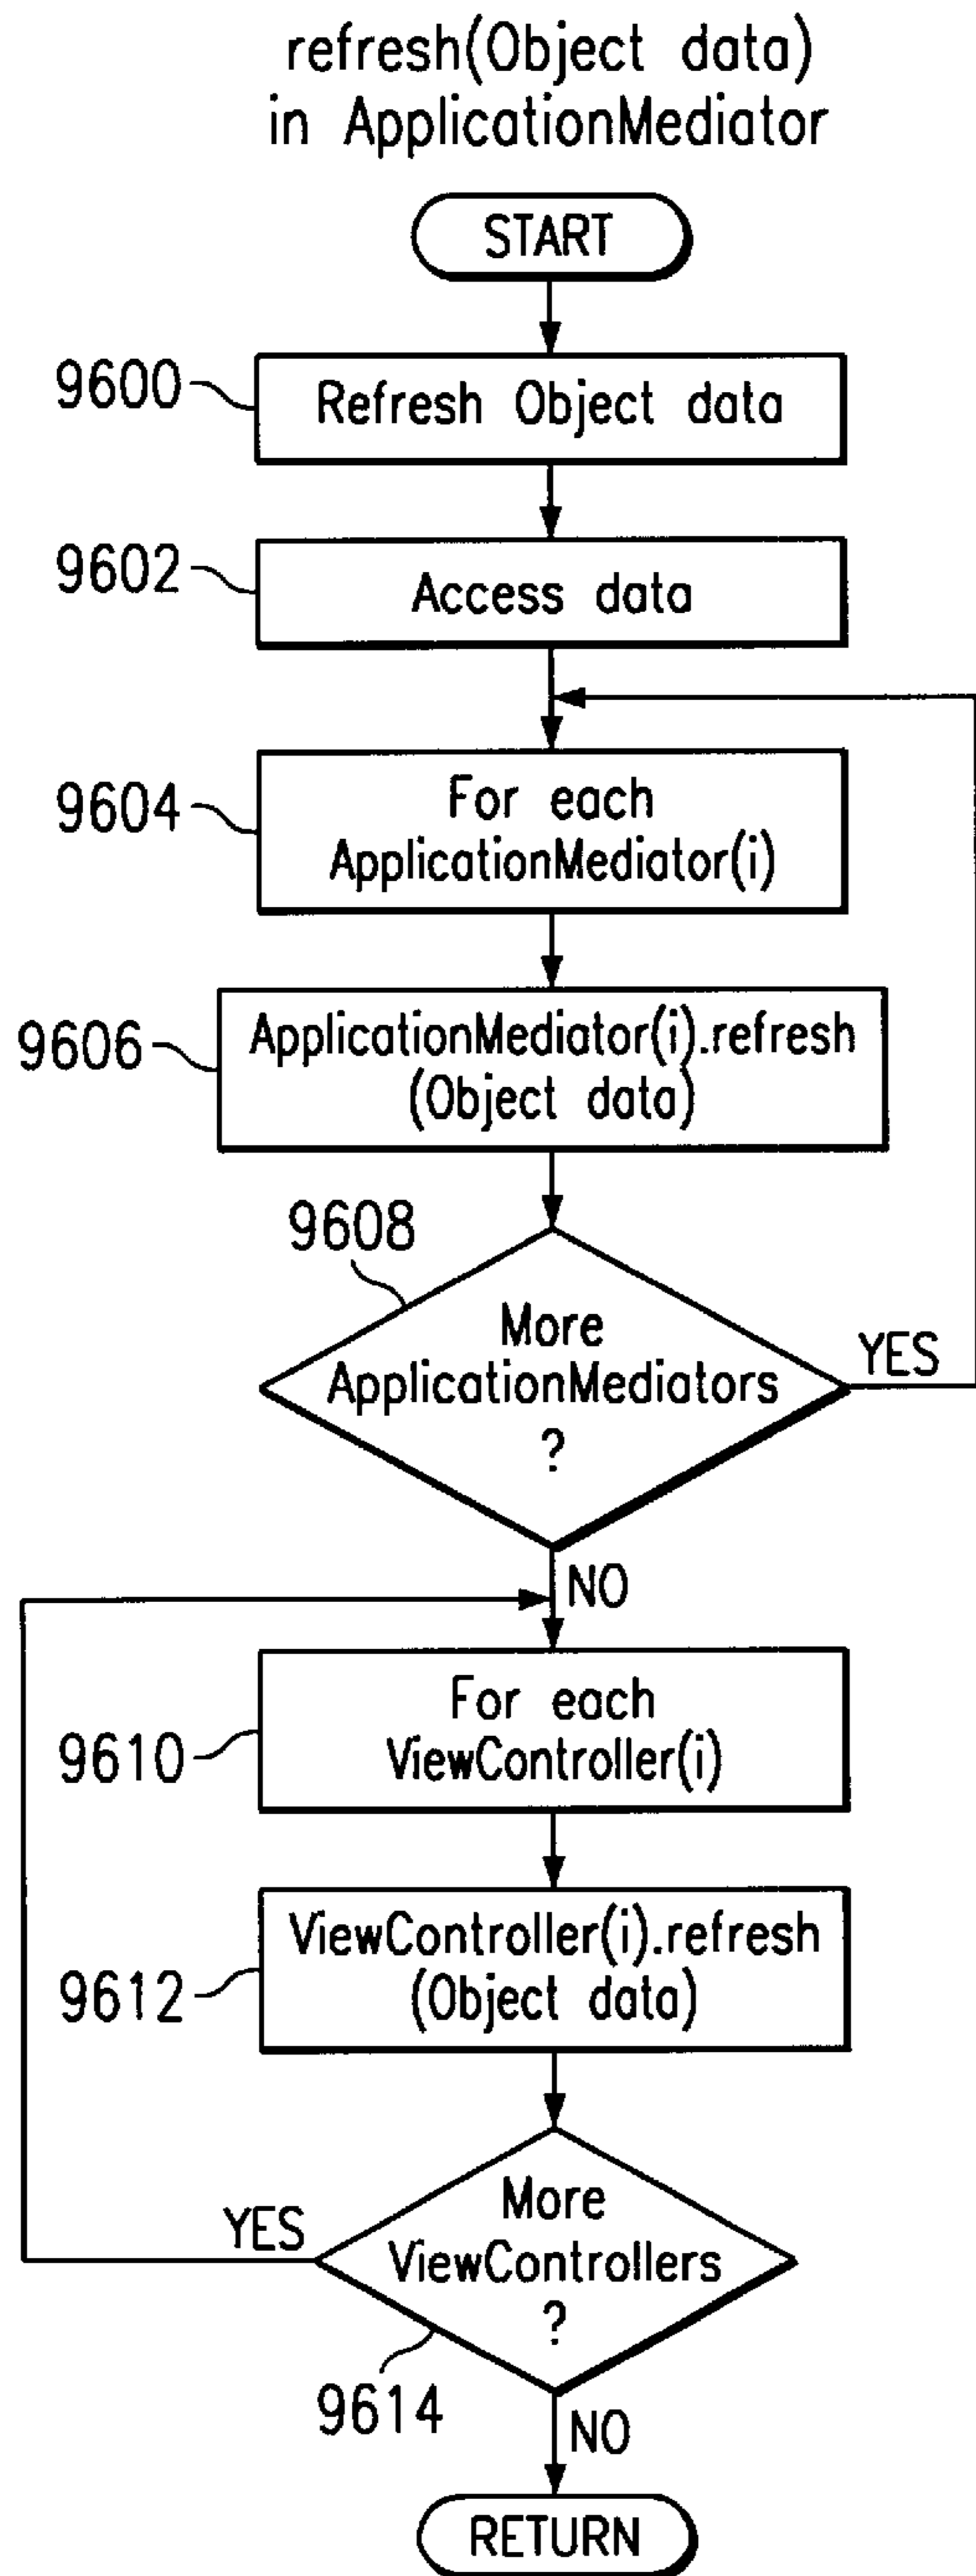 refresh(Object data)
in ApplicationMediator
START
9600
Refresh Object data
9602
Access data
9604
For each
ApplicationMediator(i)
9606
ApplicationMediator(i).refresh
(Object data)
9608
More
ApplicationMediators
?
YES
NO
9610
For each
ViewController(i)
9612
ViewController(i).refresh
(Object data)
More
ViewControllers
?
YES
9614
NO
RETURN